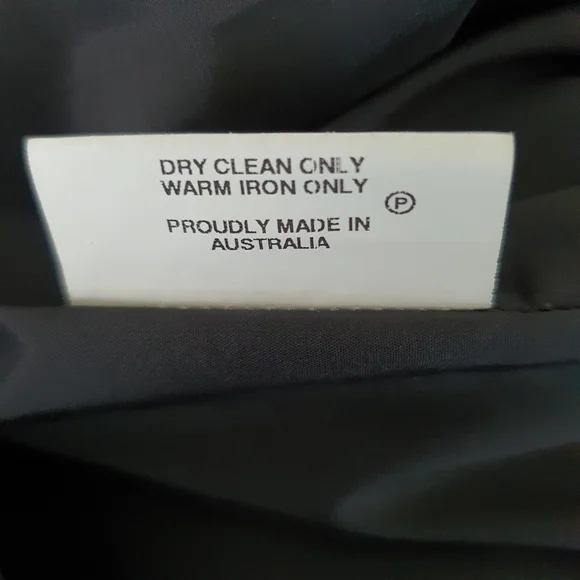 DRY CLEAN ONLY
WARM IRON ONLY
P
PROUDLY MADE IN
AUSTRALIA